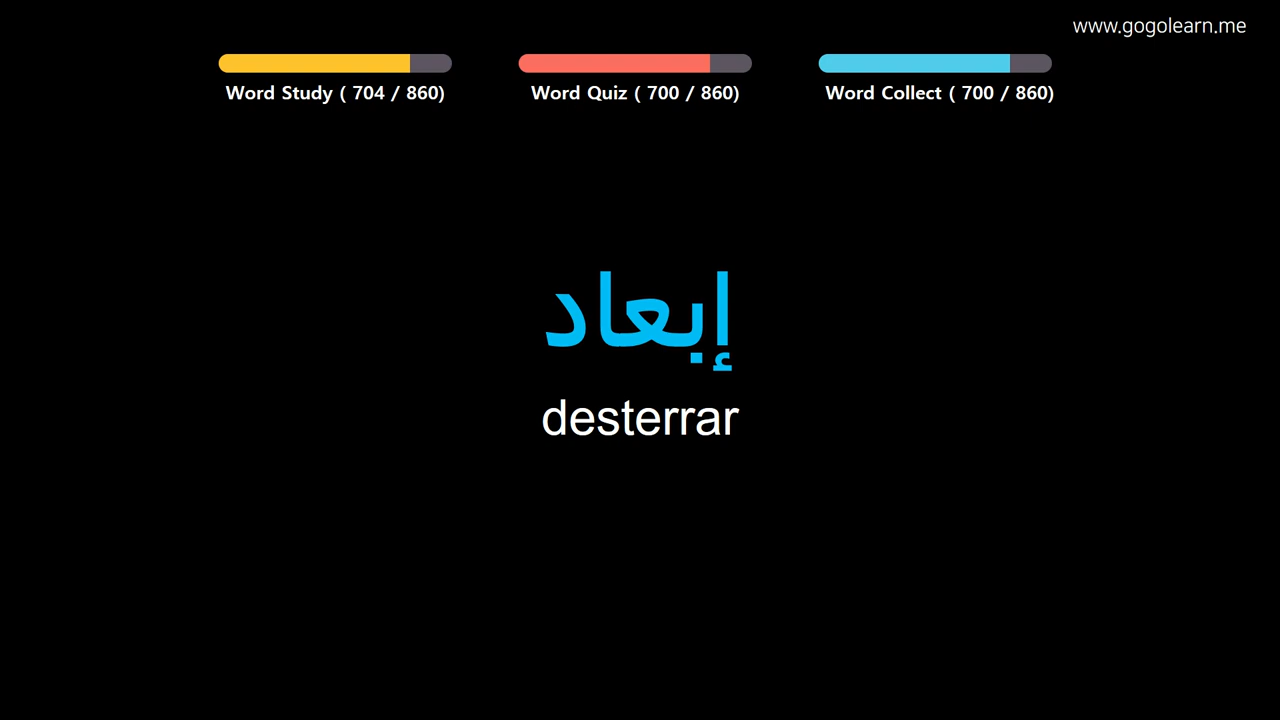 www.gogolearn.me
Word Study ( 704 / 860)
Word Quiz ( 700 / 860)
Word Collect ( 700 / 860)
إبعاد
desterrar